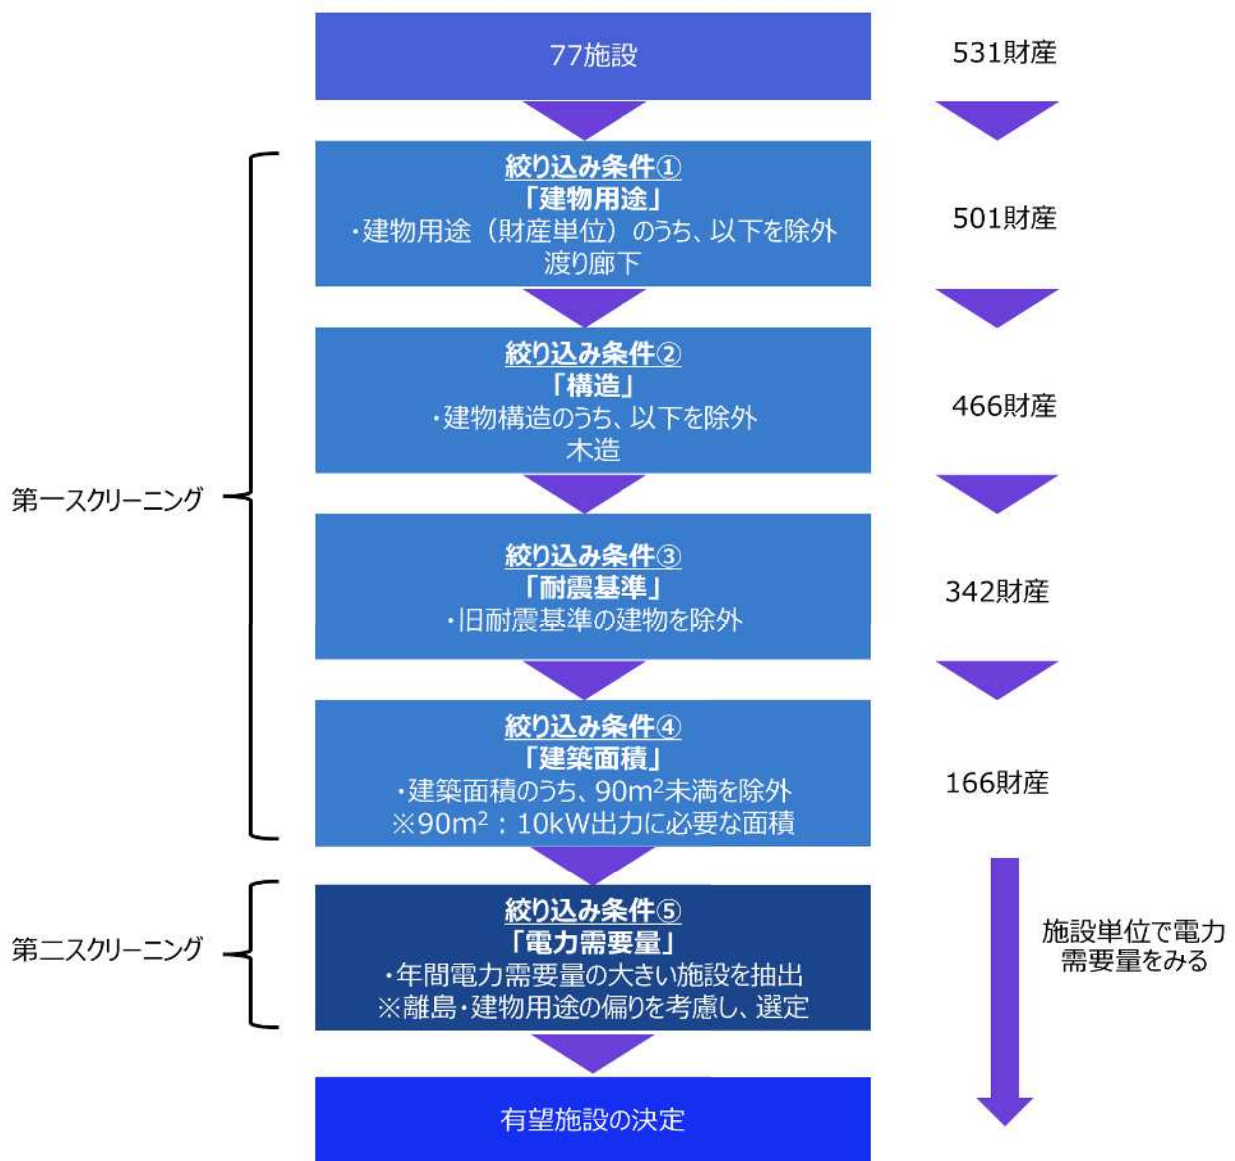 77施設
531財産
絞り込み条件①
「建物用途」
・建物用途（財産単位）のうち、以下を除外
渡り廊下
501財産
絞り込み条件②
「構造」
・建物構造のうち、以下を除外
木造
466財産
第一スクリーニング
絞り込み条件③
「耐震基準」
・旧耐震基準の建物を除外
342財産
絞り込み条件④
「建築面積」
・建築面積のうち、90m²未満を除外
※90m²：10kW出力に必要な面積
166財産
第二スクリーニング
絞り込み条件⑤
「電力需要量」
・年間電力需要量の大きい施設を抽出
※離島・建物用途の偏りを考慮し、選定
施設単位で電力
需要量をみる
有望施設の決定